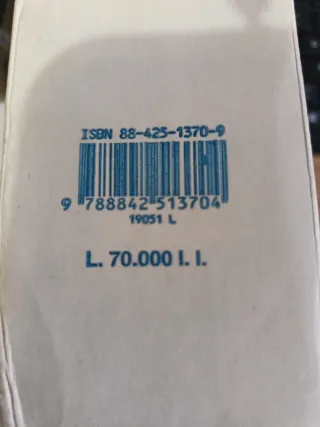 ISBN 88-425-1370-9
9 788842 513704
19051 L
L. 70.000 I. I.